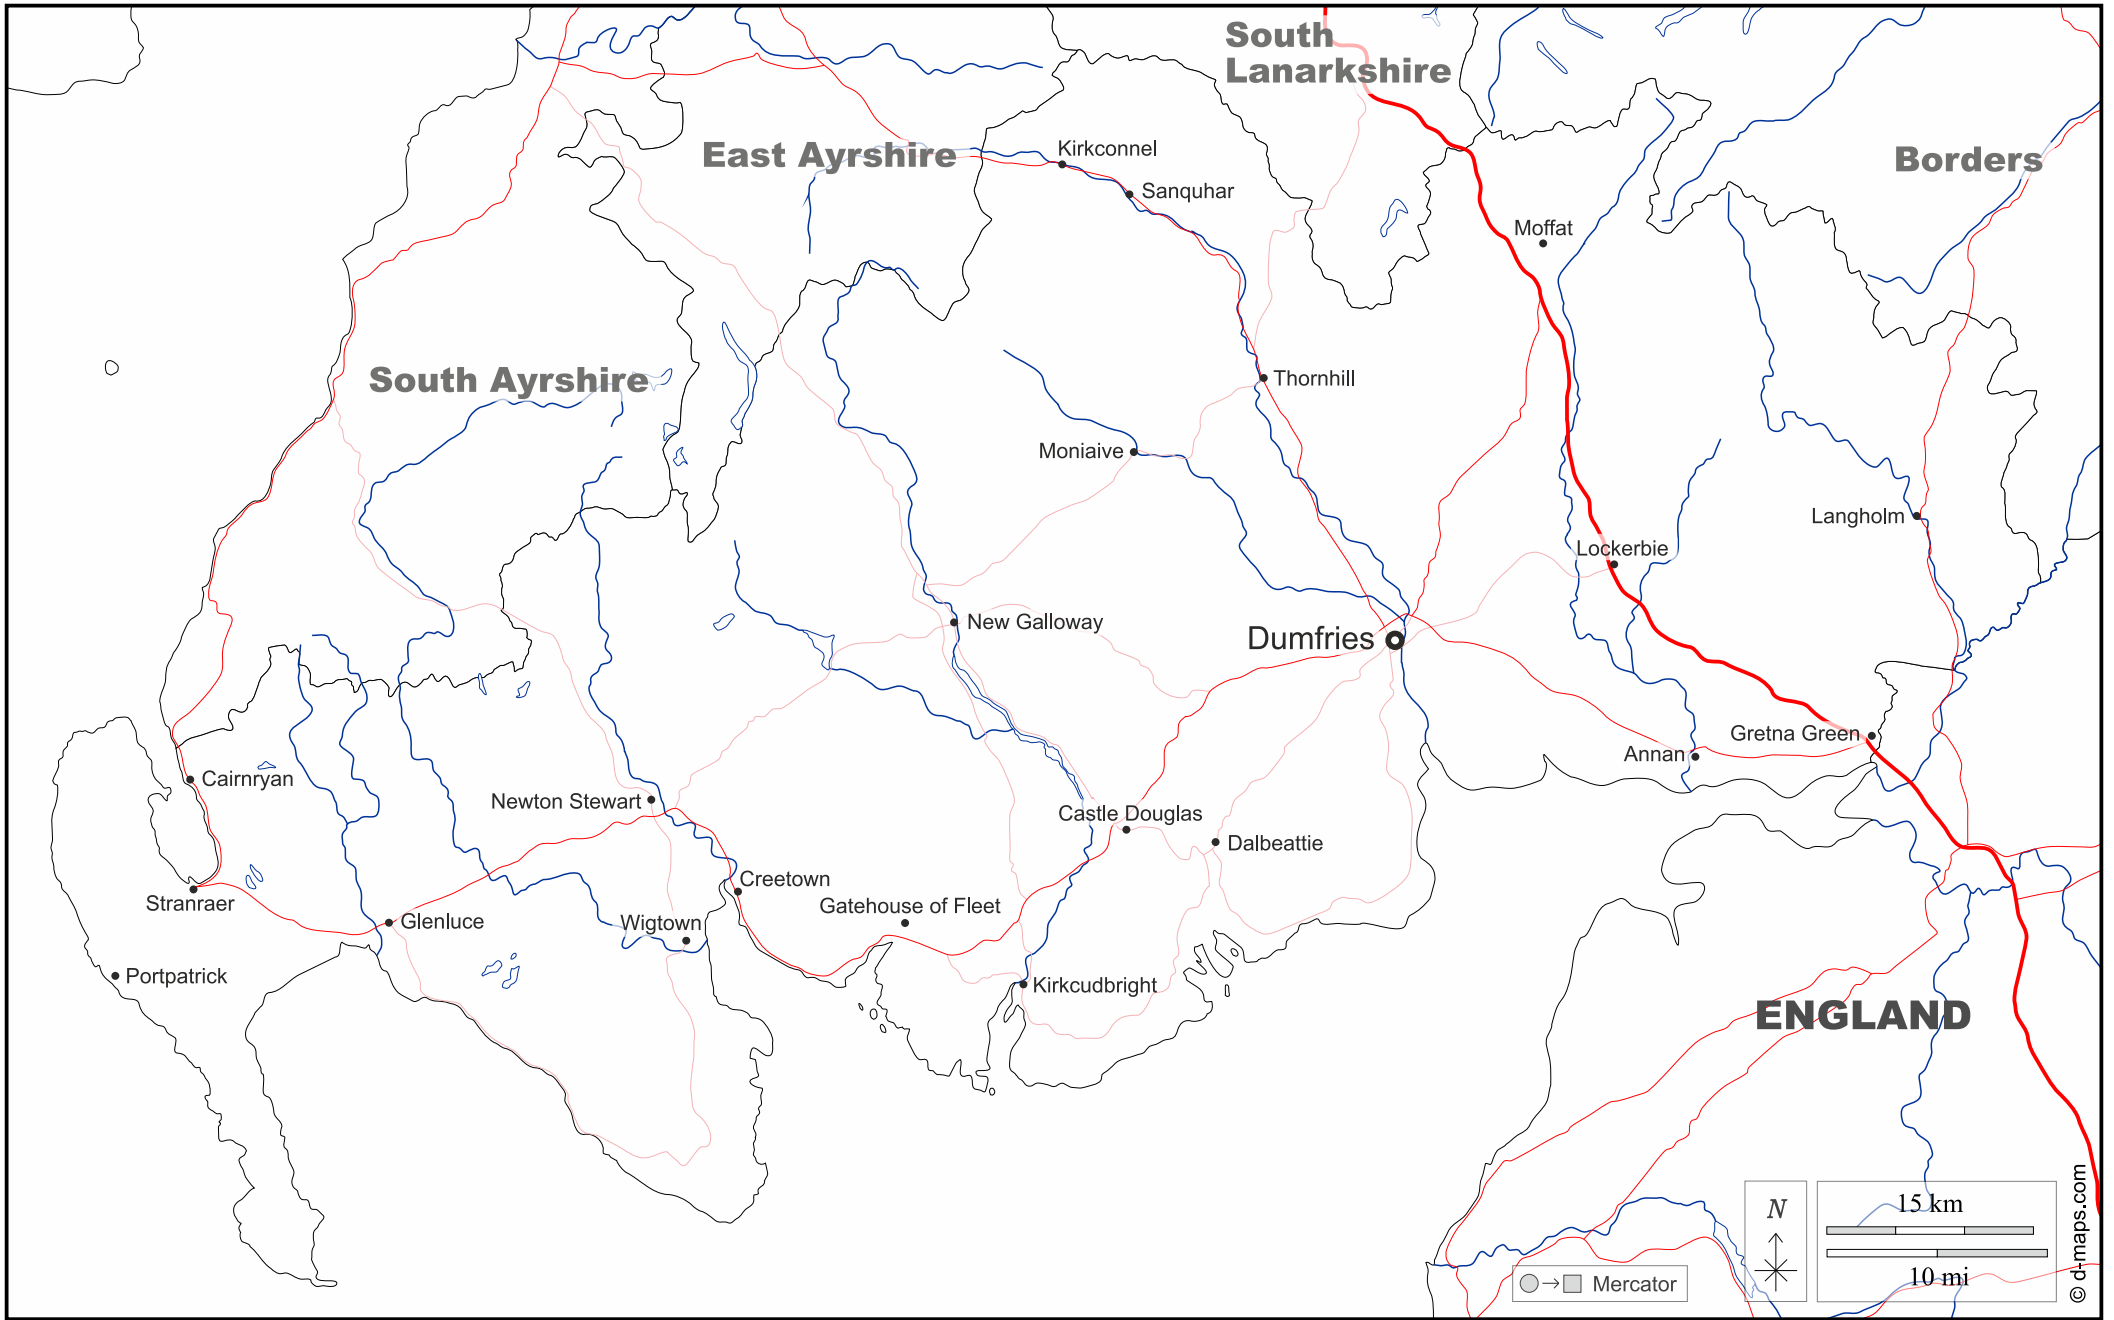 South
Lanarkshire
East Ayrshire
Kirkconnel
Sanquhar
Borders
Moffat
South Ayrshire
Thornhill
Moniaive
Langholm
Lockerbie
New Galloway
Dumfries
Gretna Green
Annan
Cairnryan
Newton Stewart
Castle Douglas
Dalbeattie
Creetown
Stranraer
Gatehouse of Fleet
Glenluce
Wigtown
Portpatrick
Kirkcudbright
ENGLAND
N
15 km
10 mi
Mercator
© d-maps.com